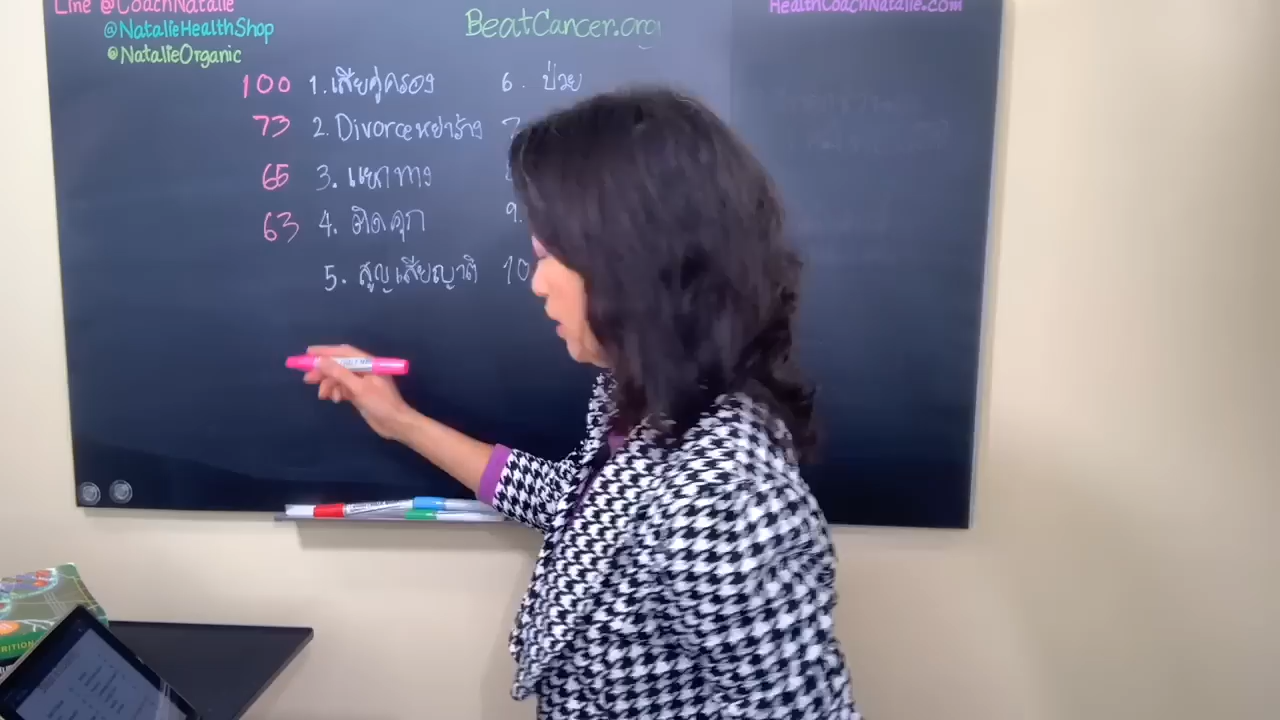 Line @CoachNatalie
@NatalieHealthShop
@NatalieOrganic
BeatCancer.org
HealthCoachNatalie.com
100 1. เสียคู่ครอง
73 2. Divorce หย่าร้าง
65 3. แยกทาง
63 4. ติดคุก
5. สูญเสียญาติ
6. ป่วย
7
9.
10